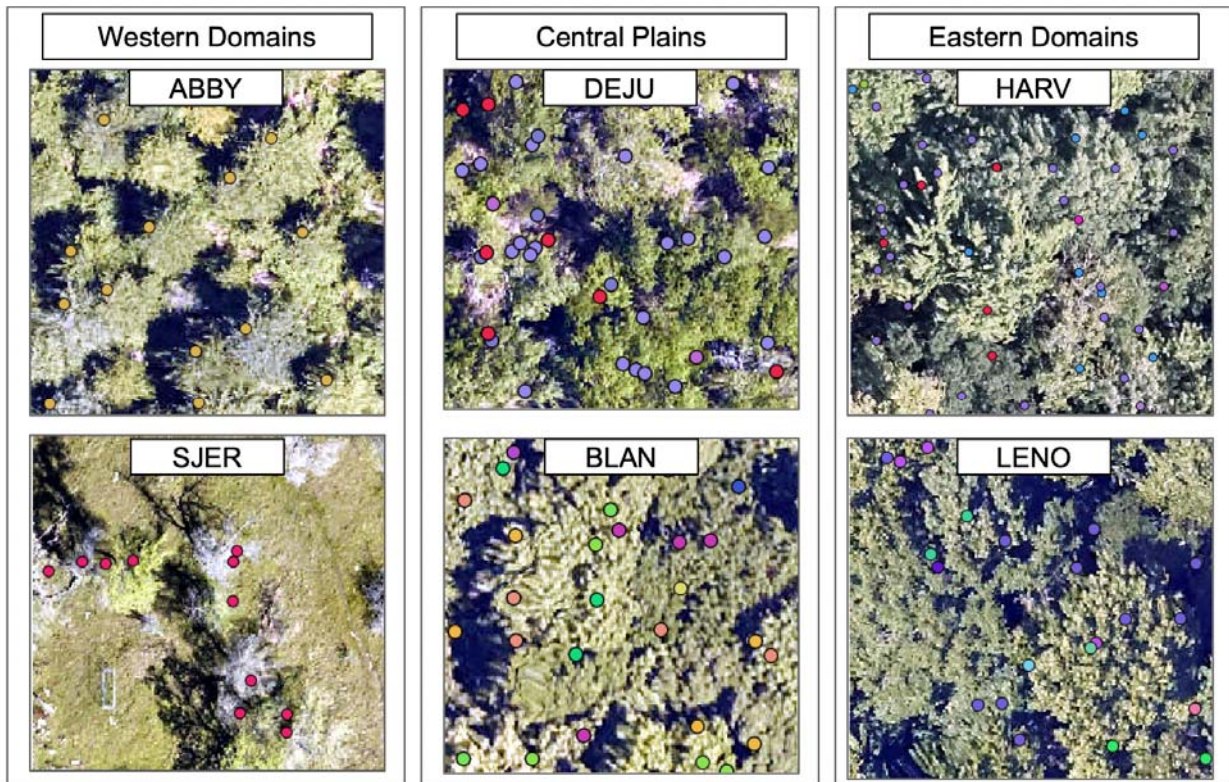 Western Domains
ABBY
SJER
Central Plains
DEJU
BLAN
Eastern Domains
HARV
LENO